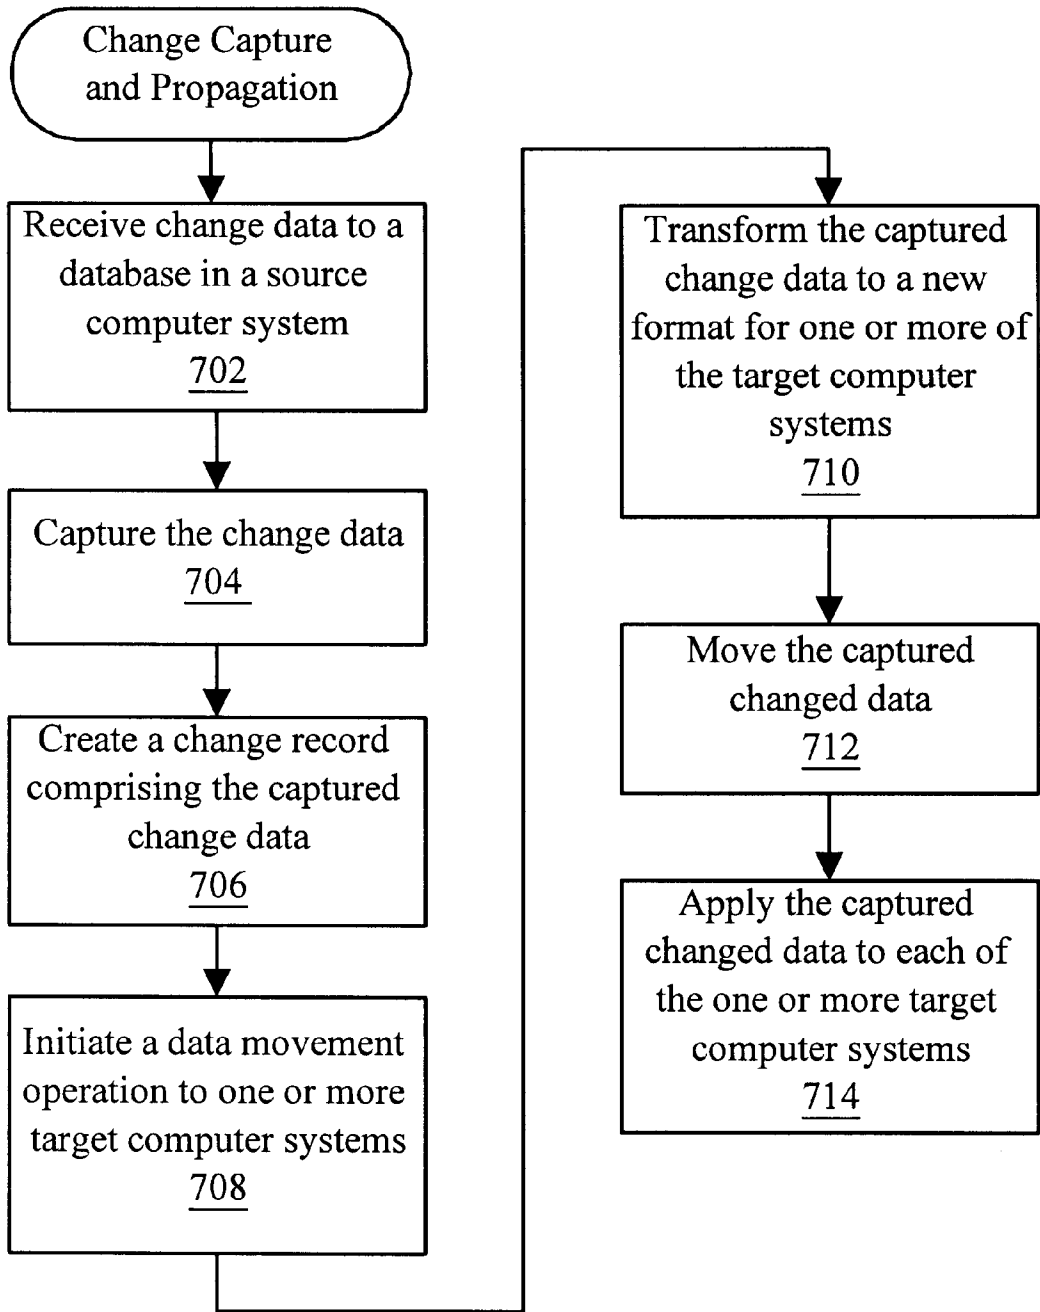 Change Capture
and Propagation
Receive change data to a
database in a source
computer system
702
Capture the change data
704
Create a change record
comprising the captured
change data
706
Initiate a data movement
operation to one or more
target computer systems
708
Transform the captured
change data to a new
format for one or more of
the target computer
systems
710
Move the captured
changed data
712
Apply the captured
changed data to each of
the one or more target
computer systems
714